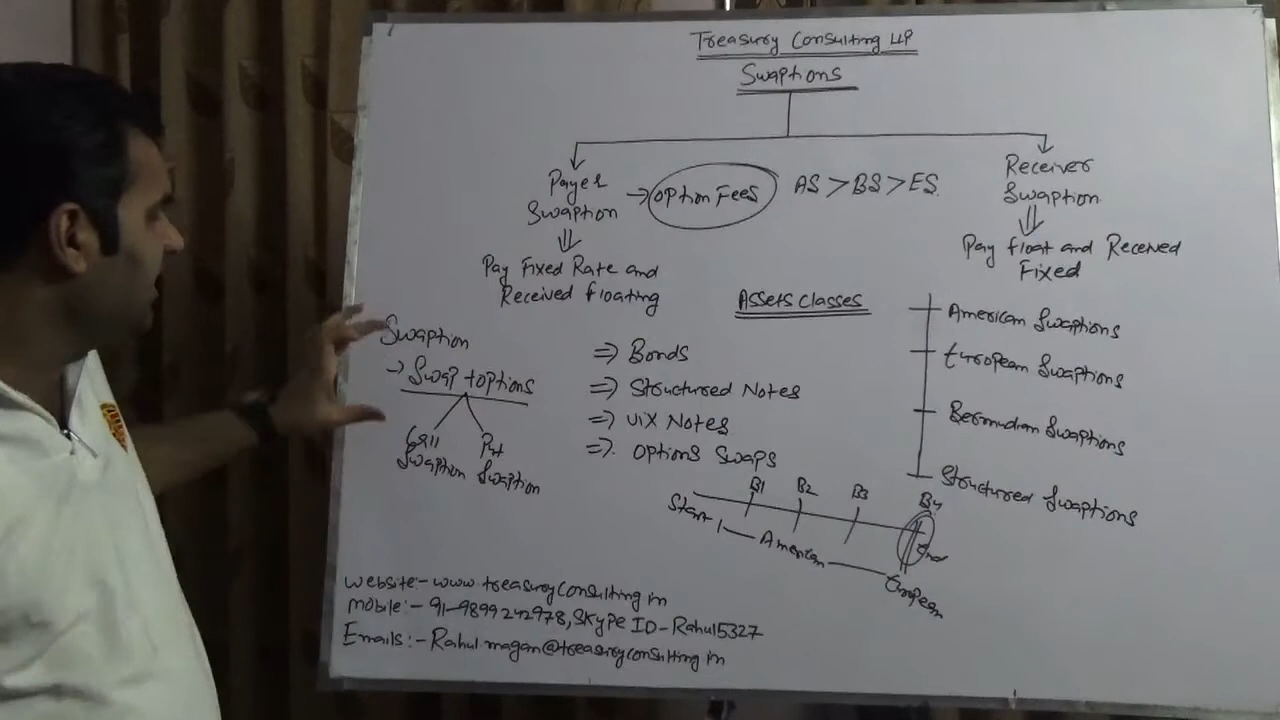 Treasury Consulting LLP
Swaptions
Payer
Swaption
→ Option Fees
AS > BS > ES.
Receiver
Swaption
Pay Fixed Rate and
Received floating
Pay float and Received
Fixed
Assets Classes
⇒ Bonds
⇒ Structured Notes
⇒ VIX Notes
⇒ Options Swaps
American Swaptions
European Swaptions
Bermudian Swaptions
Structured Swaptions
Swaption
→ Swap + options
Call
Swaption
Put
Swaption
B1 B2 B3 B4
Start
End
American
European
Website:- www.treasuryconsulting.in
Mobile:- 91-9899242978, Skype ID - Rahul5327
Emails:- Rahul.magan@treasuryconsulting.in